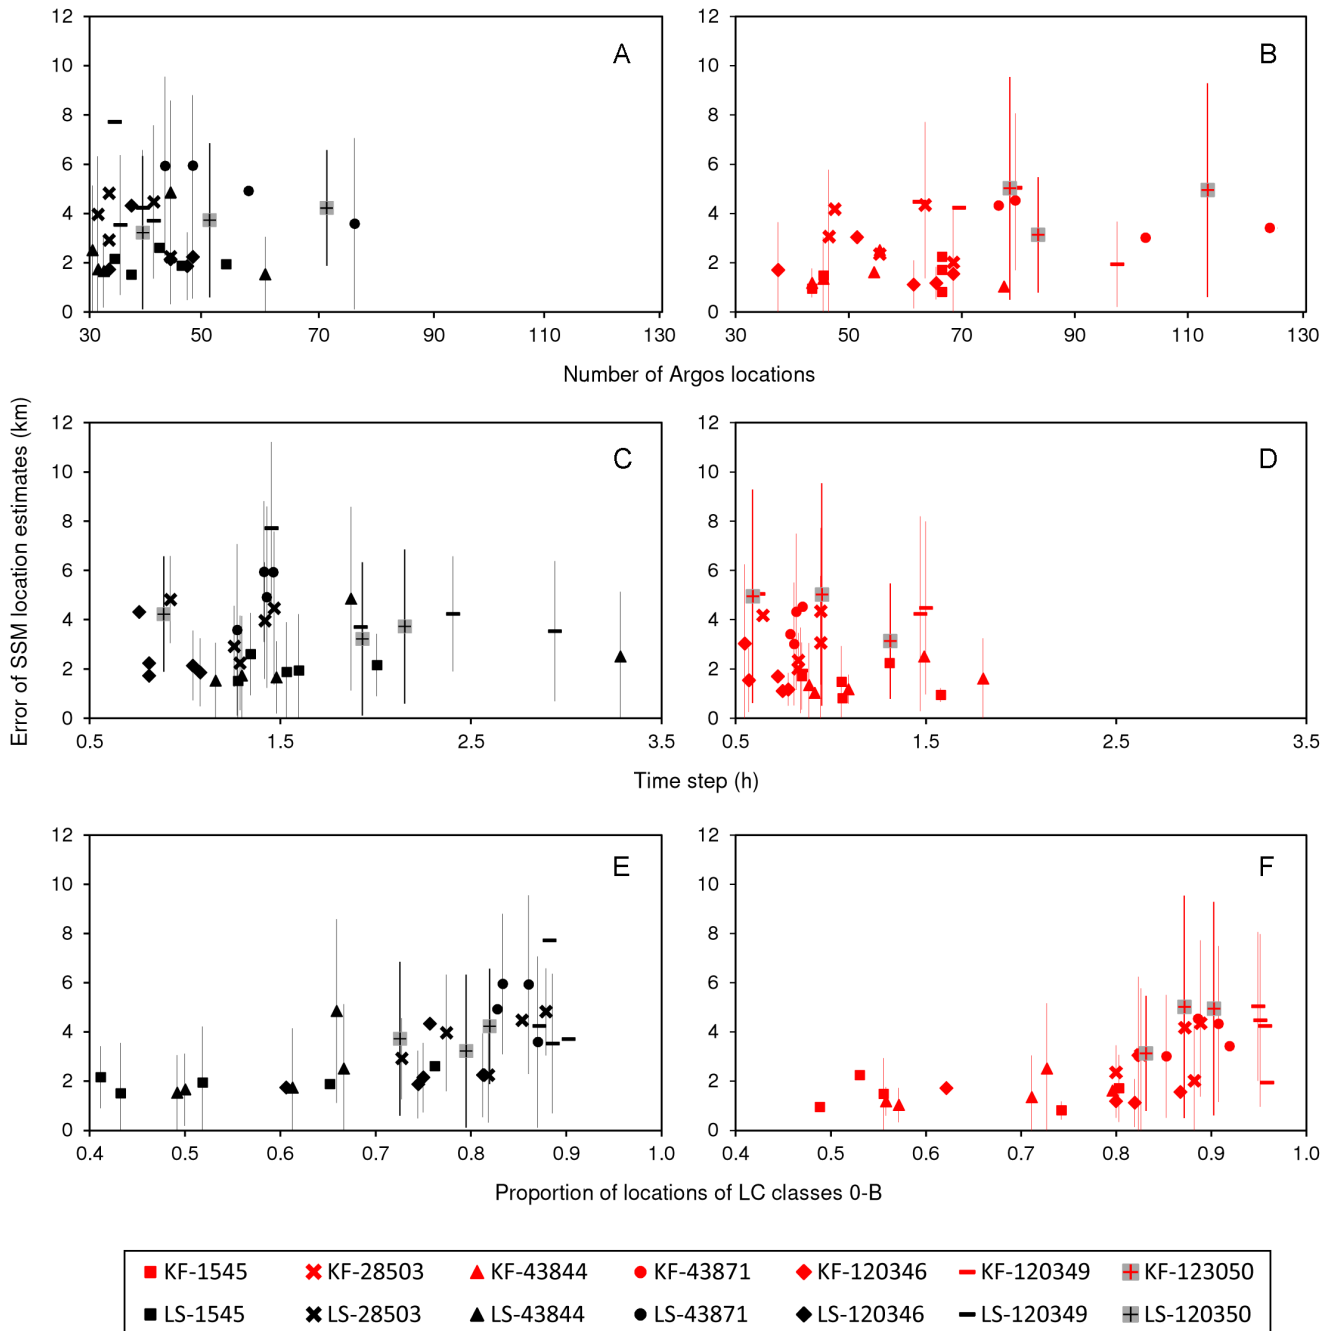 12
10
8
6
4
2
0
A
30 50 70 90 110 130
12
10
8
6
4
2
0
B
30 50 70 90 110 130
Number of Argos locations
Error of SSM location estimates (km)
12
10
8
6
4
2
0
C
0.5 1.5 2.5 3.5
12
10
8
6
4
2
0
D
0.5 1.5 2.5 3.5
Time step (h)
12
10
8
6
4
2
0
E
0.4 0.5 0.6 0.7 0.8 0.9 1.0
12
10
8
6
4
2
0
F
0.4 0.5 0.6 0.7 0.8 0.9 1.0
Proportion of locations of LC classes 0-B
KF-1545 KF-28503 KF-43844 KF-43871 KF-120346 KF-120349 KF-123050
LS-1545 LS-28503 LS-43844 LS-43871 LS-120346 LS-120349 LS-120350